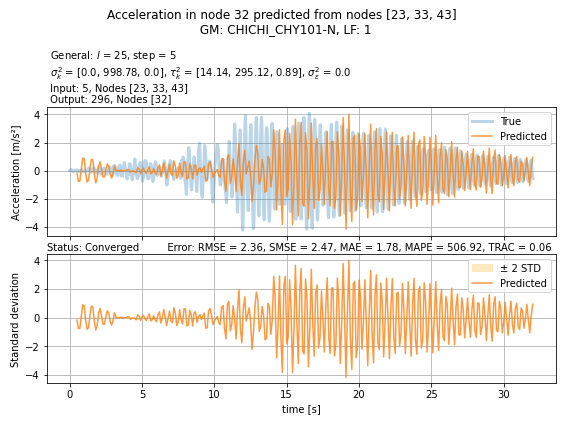 Acceleration in node 32 predicted from nodes [23, 33, 43]
GM: CHICHI_CHY101-N, LF: 1
General: l = 25, step = 5
σ²ₖ = [0.0, 998.78, 0.0], τ²ₖ = [14.14, 295.12, 0.89], σ²ε = 0.0
Input: 5, Nodes [23, 33, 43]
Output: 296, Nodes [32]
Acceleration [m/s²]
4
2
0
−2
−4
True
Predicted
Status: Converged Error: RMSE = 2.36, SMSE = 2.47, MAE = 1.78, MAPE = 506.92, TRAC = 0.06
Standard deviation
4
2
0
−2
−4
± 2 STD
Predicted
0 5 10 15 20 25 30
time [s]